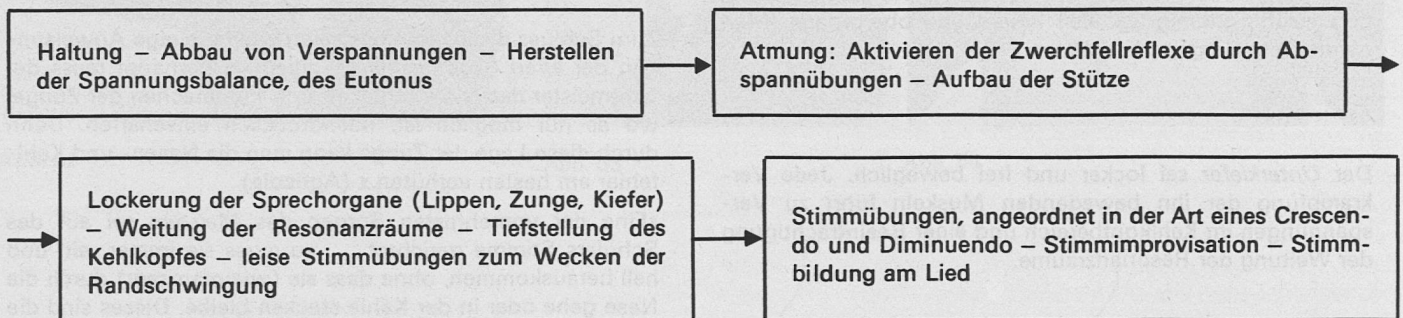 Haltung – Abbau von Verspannungen – Herstellen
der Spannungsbalance, des Eutonus
Atmung: Aktivieren der Zwerchfellreflexe durch Ab-
spannübungen – Aufbau der Stütze
Lockerung der Sprechorgane (Lippen, Zunge, Kiefer)
– Weitung der Resonanzräume – Tiefstellung des
Kehlkopfes – leise Stimmübungen zum Wecken der
Randschwingung
Stimmübungen, angeordnet in der Art eines Crescen-
do und Diminuendo – Stimmimprovisation – Stimm-
bildung am Lied